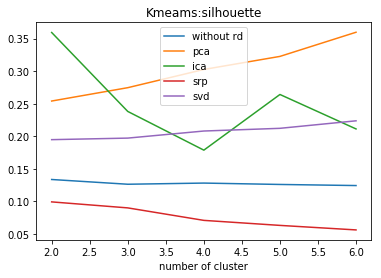 Kmeams:silhouette
0.35
0.30
0.25
0.20
0.15
0.10
0.05
without rd
pca
ica
srp
svd
2.0 2.5 3.0 3.5 4.0 4.5 5.0 5.5 6.0
number of cluster